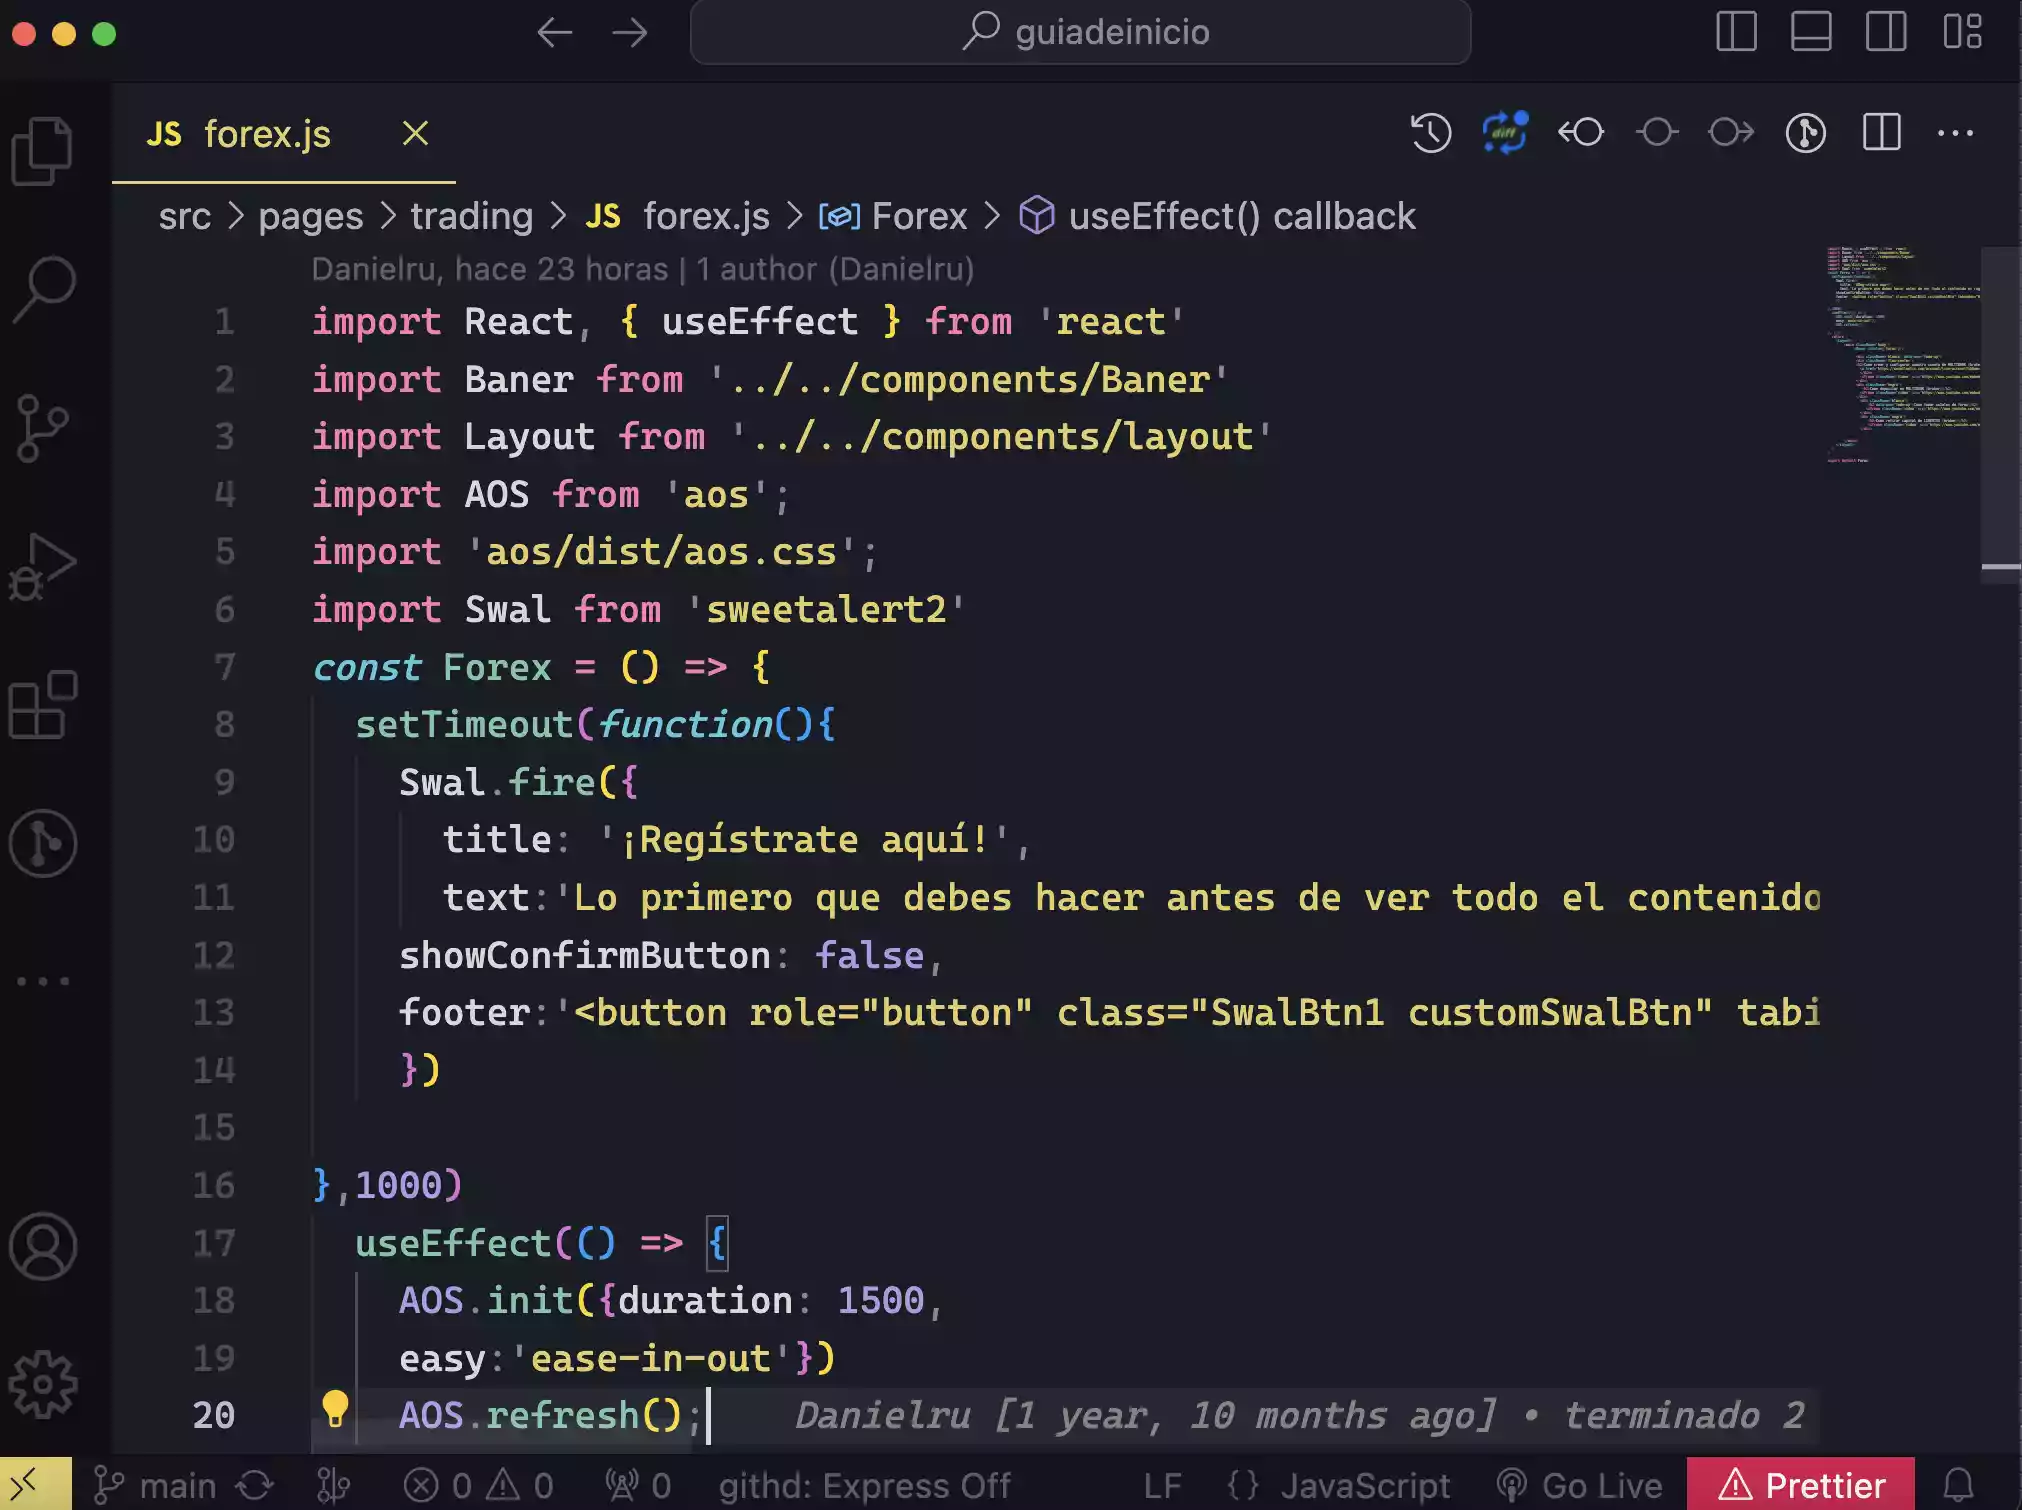 guiadeinicio
JS forex.js
src > pages > trading > JS forex.js > Forex > useEffect() callback
Danielru, hace 23 horas | 1 author (Danielru)
1 import React, { useEffect } from 'react'
2 import Baner from '../../components/Baner'
3 import Layout from '../../components/layout'
4 import AOS from 'aos';
5 import 'aos/dist/aos.css';
6 import Swal from 'sweetalert2'
7 const Forex = () => {
8 setTimeout(function(){
9 Swal.fire({
10 title: '¡Regístrate aquí!',
11 text:'Lo primero que debes hacer antes de ver todo el contenido
12 showConfirmButton: false,
13 footer:'<button role="button" class="SwalBtn1 customSwalBtn" tabi
14 })
15
16 },1000)
17 useEffect(() => {
18 AOS.init({duration: 1500,
19 easy:'ease-in-out'})
20 AOS.refresh(); Danielru [1 year, 10 months ago] • terminado 2
main 0 0 0 githd: Express Off LF {} JavaScript Go Live Prettier